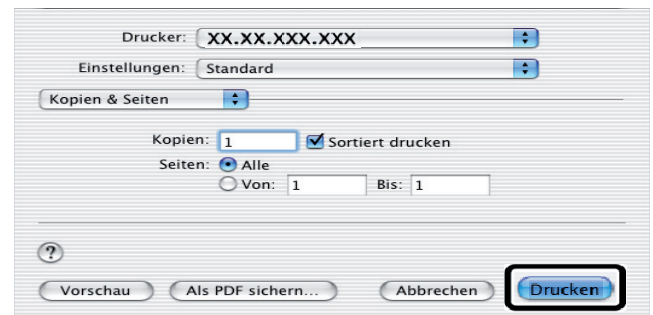 Drucker: XX.XX.XXX.XXX
Einstellungen: Standard
Kopien & Seiten
Kopien: 1 Sortiert drucken
Seiten: Alle
Von: 1 Bis: 1
?
Vorschau Als PDF sichern... Abbrechen Drucken